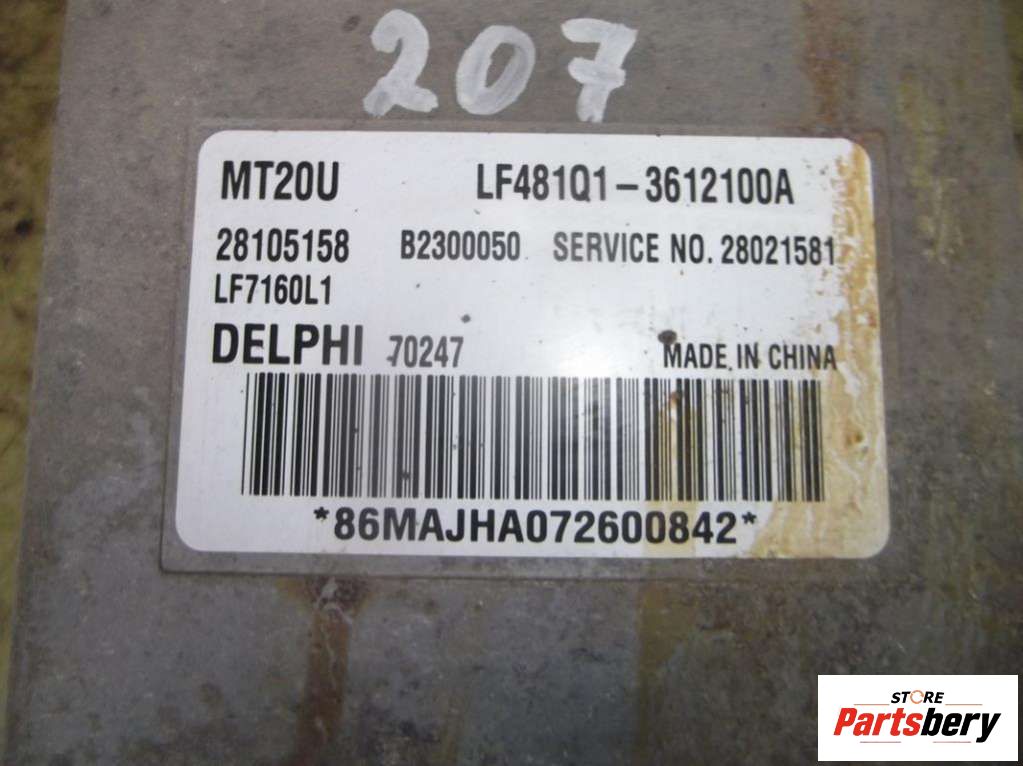 207
MT20U LF481Q1-3612100A
28105158 B2300050 SERVICE NO. 28021581
LF7160L1
DELPHI 70247 MADE IN CHINA
*86MAJHA072600842*
STORE
Partsbery